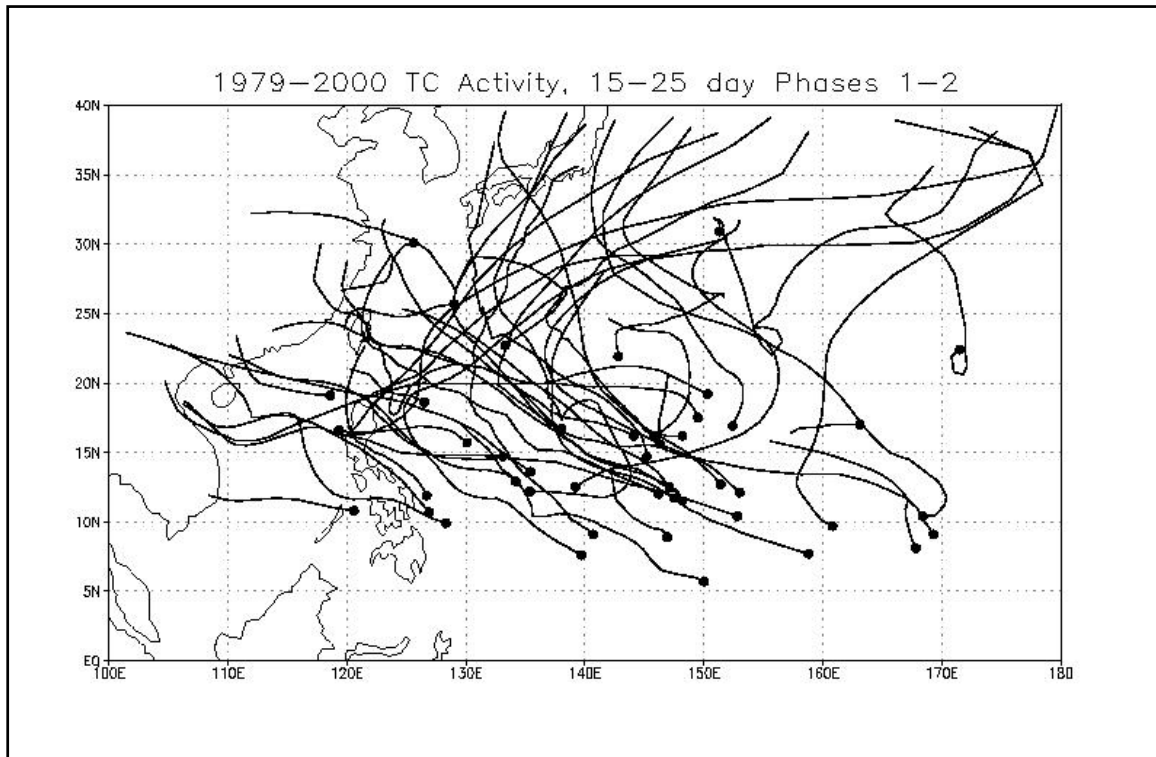 1979-2000 TC Activity, 15-25 day Phases 1-2
40N
35N
30N
25N
20N
15N
10N
5N
EQ
100E 110E 120E 130E 140E 150E 160E 170E 180